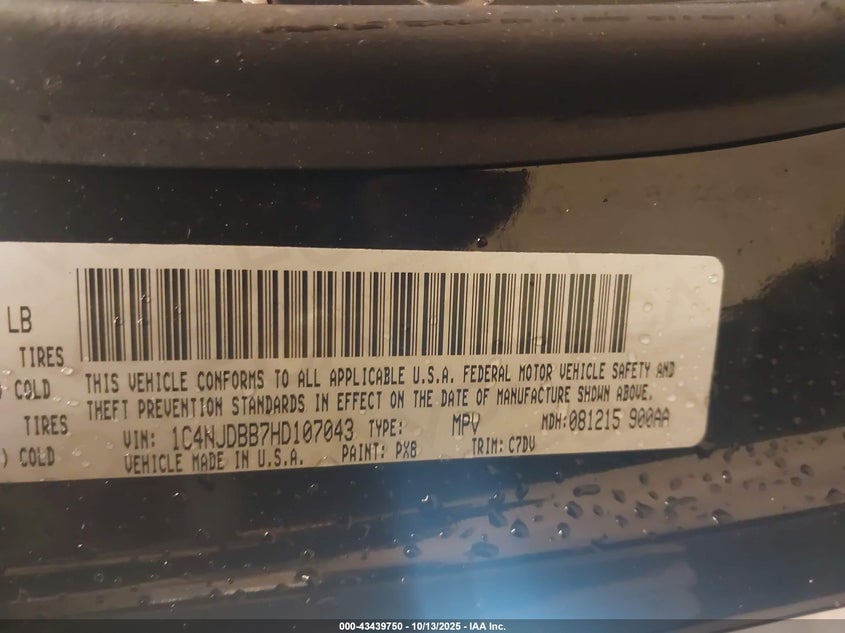 LB
TIRES
) COLD
TIRES
) COLD
THIS VEHICLE CONFORMS TO ALL APPLICABLE U.S.A. FEDERAL MOTOR VEHICLE SAFETY AND
THEFT PREVENTION STANDARDS IN EFFECT ON THE DATE OF MANUFACTURE SHOWN ABOVE.
VIN: 1C4NJDBB7HD107043 TYPE: MPV MDH:081215 900AA
VEHICLE MADE IN U.S.A. PAINT: PX8 TRIM: C7DV
000-43439750 - 10/13/2025 - IAA Inc.